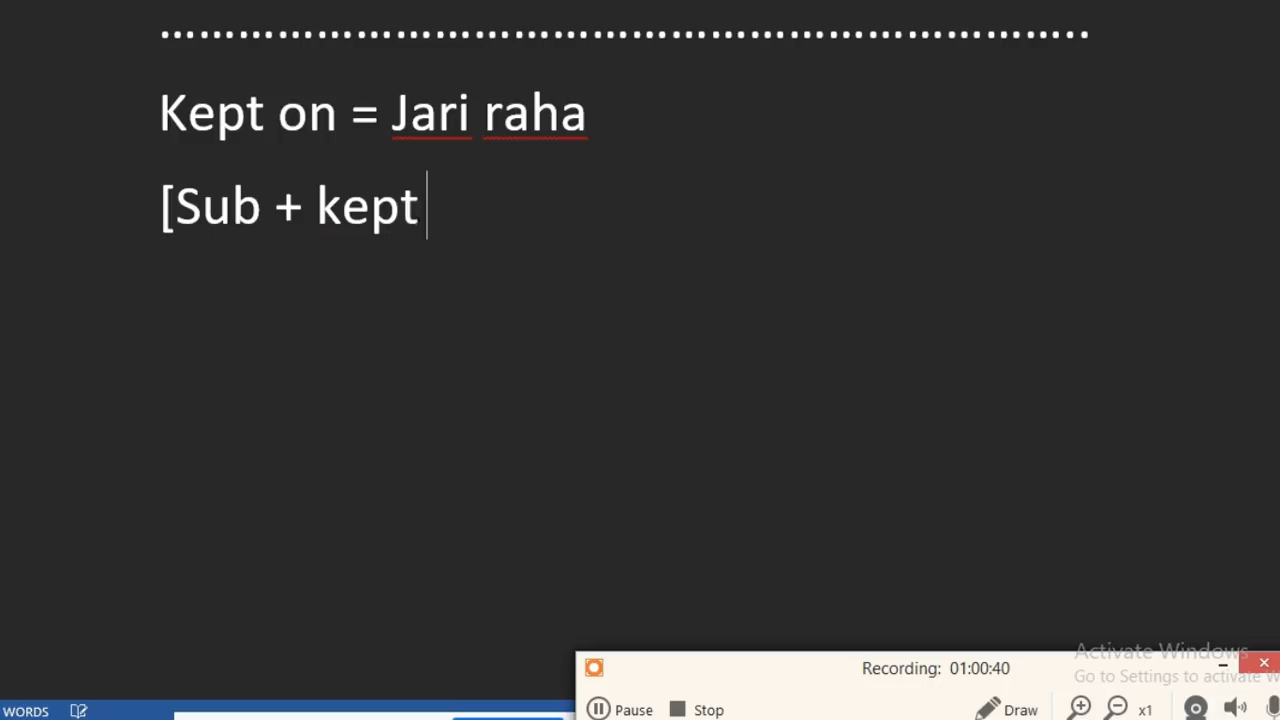 ................................................................................
Kept on = Jari raha
[Sub + kept
Activate Windows
Recording: 01:00:40
Go to Settings to activate W
WORDS
Pause Stop Draw x1